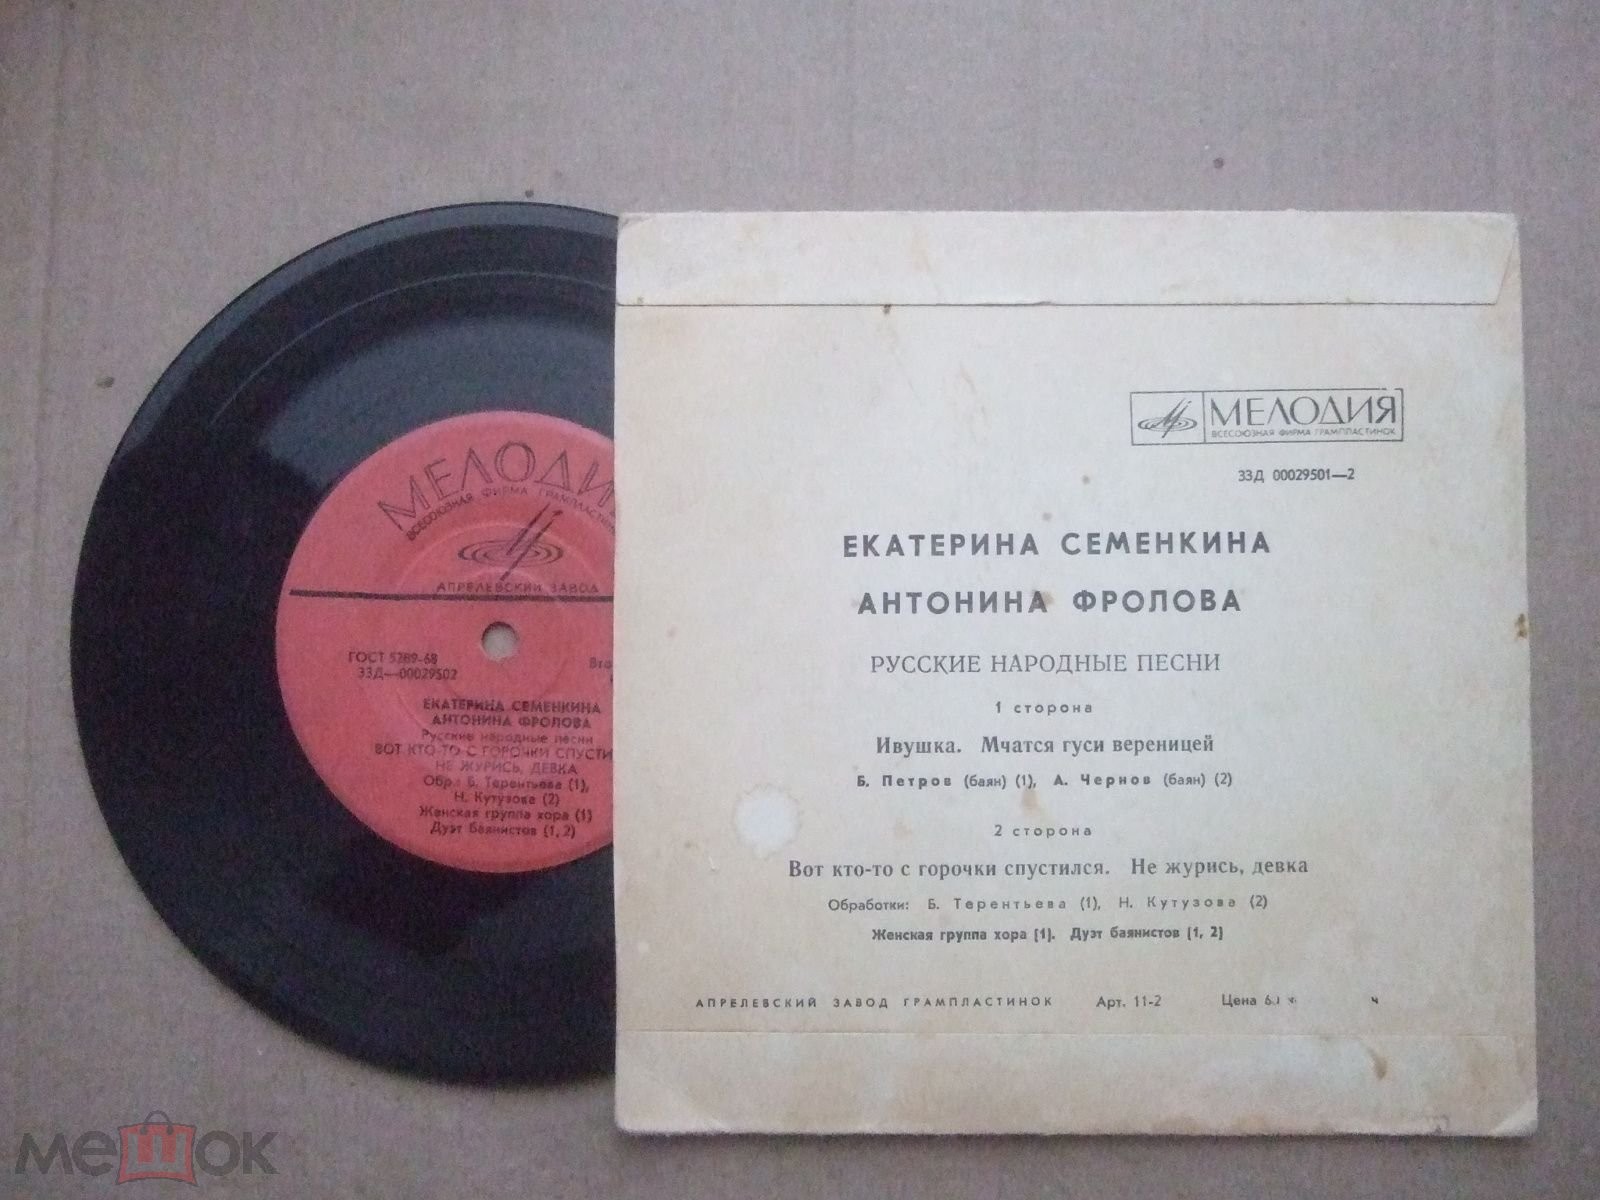 МЕЛОДИ
ВСЕСОЮЗНАЯ ФИРМА ГРАМПЛАСТИНО
АПРЕЛЕВСКИЙ ЗАВОД
ГОСТ 5289-68
33Д—00029502
ЕКАТЕРИНА СЕМЕНКИНА
АНТОНИНА ФРОЛОВА
Русские народные песни
ВОТ КТО-ТО С ГОРОЧКИ СПУСТИ
НЕ ЖУРИСЬ, ДЕВКА
Обр.: Б. Терентьева (1),
Н. Кутузова (2)
Женская группа хора (1)
Дуэт баянистов (1, 2)
МЕЛОДИЯ
ВСЕСОЮЗНАЯ ФИРМА ГРАМПЛАСТИНОК
33Д 00029501—2
ЕКАТЕРИНА СЕМЕНКИНА
АНТОНИНА ФРОЛОВА
РУССКИЕ НАРОДНЫЕ ПЕСНИ
1 сторона
Ивушка. Мчатся гуси вереницей
Б. Петров (баян) (1), А. Чернов (баян) (2)
2 сторона
Вот кто-то с горочки спустился. Не журись, девка
Обработки: Б. Терентьева (1), Н. Кутузова (2)
Женская группа хора (1). Дуэт баянистов (1, 2)
АПРЕЛЕВСКИЙ ЗАВОД ГРАМПЛАСТИНОК Арт. 11-2 Цена
мешок